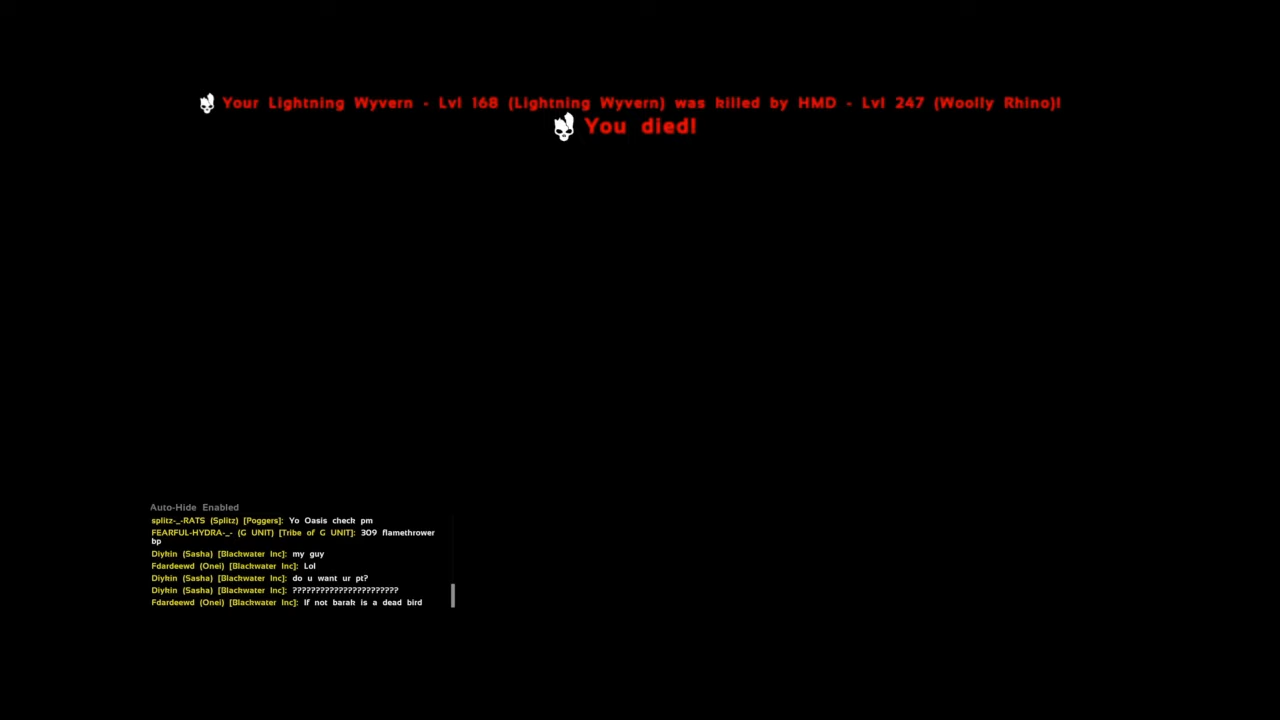 Your Lightning Wyvern - Lvl 168 (Lightning Wyvern) was killed by HMD - Lvl 247 (Woolly Rhino)!
You died!
Auto-Hide Enabled
splitz-_-RATS (Splitz) [Poggers]: Yo Oasis check pm
FEARFUL-HYDRA-_- (G UNIT) [Tribe of G UNIT]: 309 flamethrower
bp
Diykin (Sasha) [Blackwater Inc]: my guy
Fdardeewd (Onei) [Blackwater Inc]: Lol
Diykin (Sasha) [Blackwater Inc]: do u want ur pt?
Diykin (Sasha) [Blackwater Inc]: ???????????????????????
Fdardeewd (Onei) [Blackwater Inc]: If not barak is a dead bird